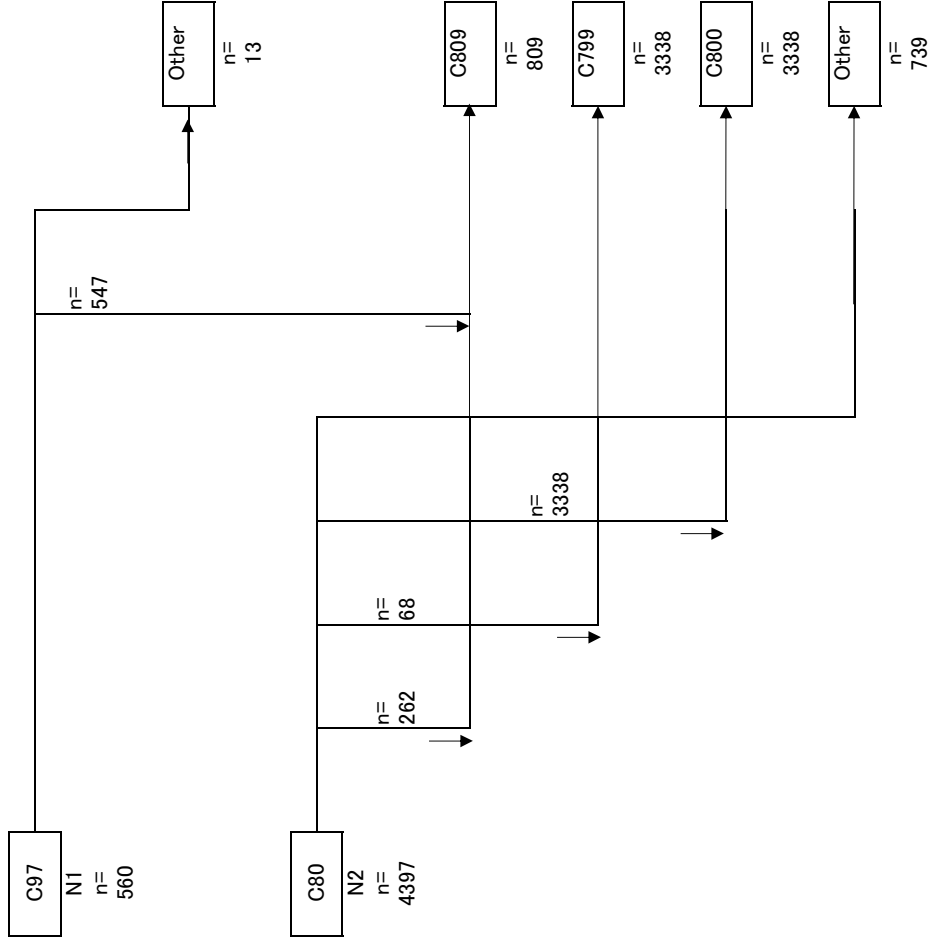 C97
N1
n=
560
n=
547
Other
n=
13
C80
N2
n=
4397
n=
262
n=
68
n=
3338
C809
n=
809
C799
n=
3338
C800
n=
3338
Other
n=
739